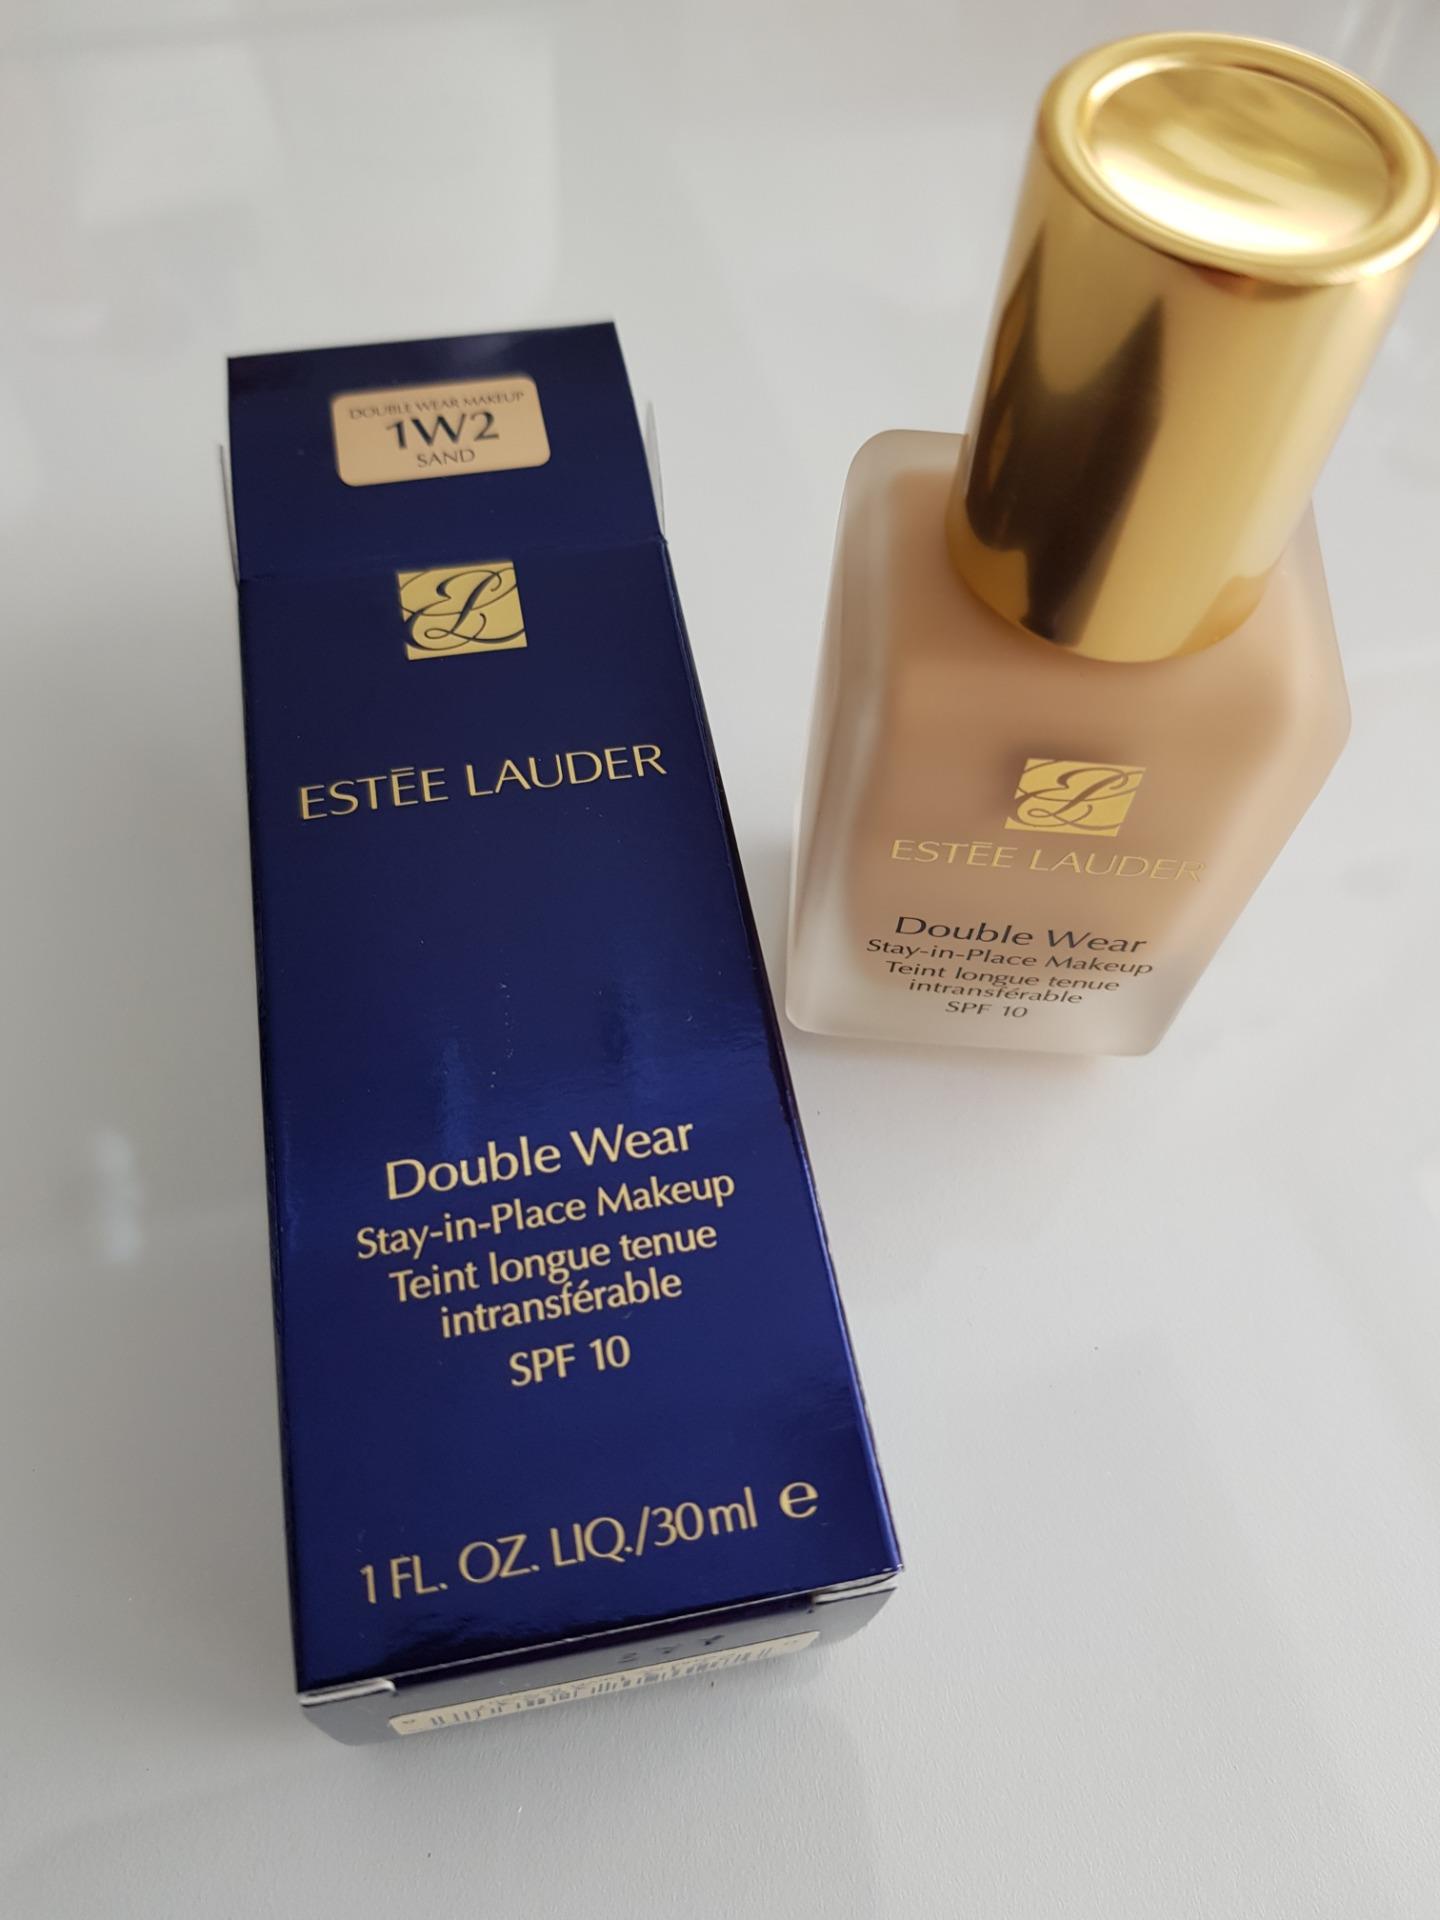 DOUBLE WEAR MAKEUP
1W2
SAND
ESTĒE LAUDER
Double Wear
Stay-in-Place Makeup
Teint longue tenue
intransférable
SPF 10
1 FL. OZ. LIQ./30ml e
ESTĒE LAUDER
Double Wear
Stay-in-Place Makeup
Teint longue tenue
intransférable
SPF 10